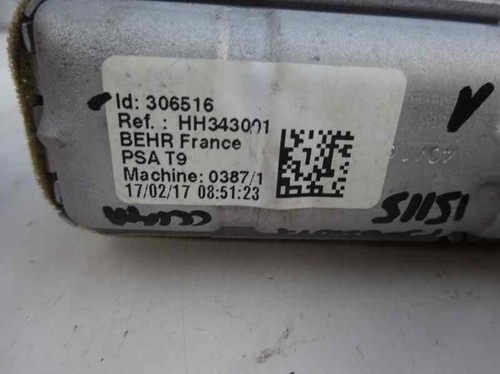 Id: 306516
Ref. : HH343001
BEHR France
PSA T9
Machine: 0387/1
17/02/17 08:51:23